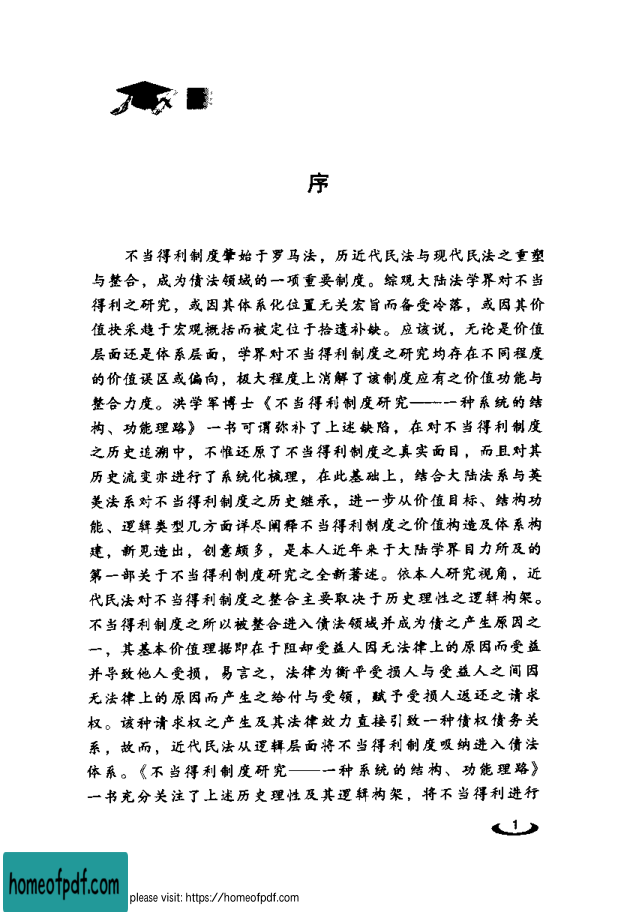 序
不当得利制度肇始于罗马法，历近代民法与现代民法之重塑
与整合，成为债法领域的一项重要制度。综观大陆法学界对不当
得利之研究，或因其体系化位置无关宏旨而备受冷落，或因其价
值抉采趋于宏观概括而被定位于拾遗补缺。应该说，无论是价值
层面还是体系层面，学界对不当得利制度之研究均存在不同程度
的价值误区或偏向，极大程度上消解了该制度应有之价值功能与
整合力度。洪学军博士《不当得利制度研究——一种系统的结
构、功能理路》一书可谓弥补了上述缺陷，在对不当得利制度
之历史追溯中，不惟还原了不当得利制度之真实面目，而且对其
历史流变亦进行了系统化梳理，在此基础上，结合大陆法系与英
美法系对不当得利制度之历史继承，进一步从价值目标、结构功
能、逻辑类型几方面详尽阐释不当得利制度之价值构造及体系构
建，新见迭出，创意颇多，是本人近年来于大陆学界目力所及的
第一部关于不当得利制度研究之全新著述。依本人研究视角，近
代民法对不当得利制度之整合主要取决于历史理性之逻辑构架。
不当得利制度之所以被整合进入债法领域并成为债之产生原因之
一，其基本价值理据即在于阻却受益人因无法律上的原因而受益
并导致他人受损，易言之，法律为衡平受损人与受益人之间因
无法律上的原因而产生之给付与受领，赋予受损人返还之请求
权。该种请求权之产生及其法律效力直接引致一种债权债务关
系，故而，近代民法从逻辑层面将不当得利制度吸纳进入债法
体系。《不当得利制度研究——一种系统的结构、功能理路》
一书充分关注了上述历史理性及其逻辑构架，将不当得利进行
1
homeofpdf.com
please visit: https://homeofpdf.com